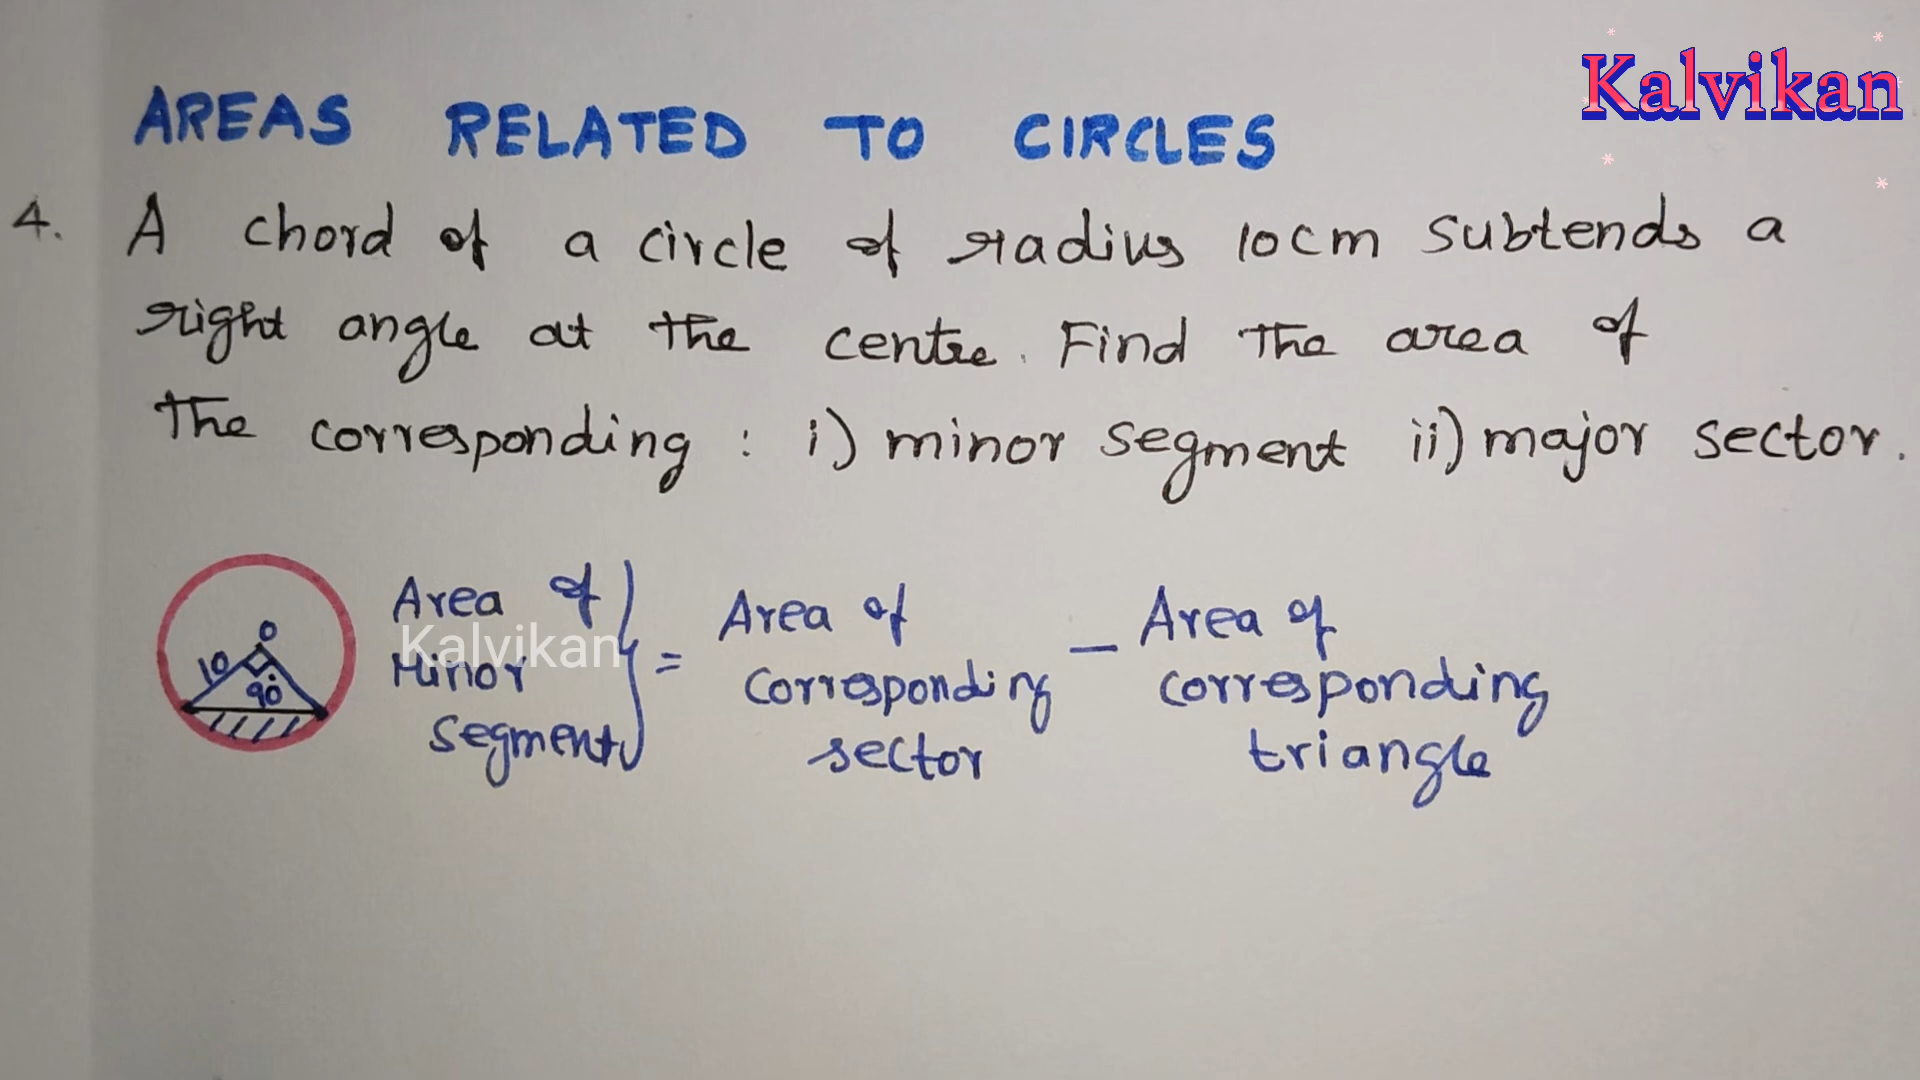 Kalvikan
AREAS RELATED TO CIRCLES
4. A chord of a circle of radius 10cm subtends a
right angle at the centre. Find the area of
the corresponding : i) minor segment ii) major sector.
O
10
90°
Area of Minor segment } = Area of corresponding sector − Area of corresponding triangle
Kalvikan